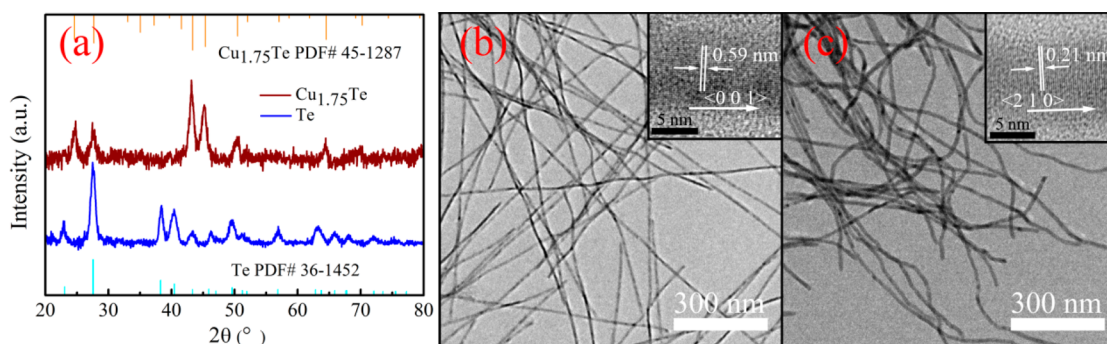 (a)
Cu1.75Te PDF# 45-1287
Cu1.75Te
Te
Te PDF# 36-1452
Intensity (a.u.)
20 30 40 50 60 70 80
2θ (°)
(b)
0.59 nm
<0 0 1>
5 nm
300 nm
(c)
0.21 nm
<2 1 0>
5 nm
300 nm